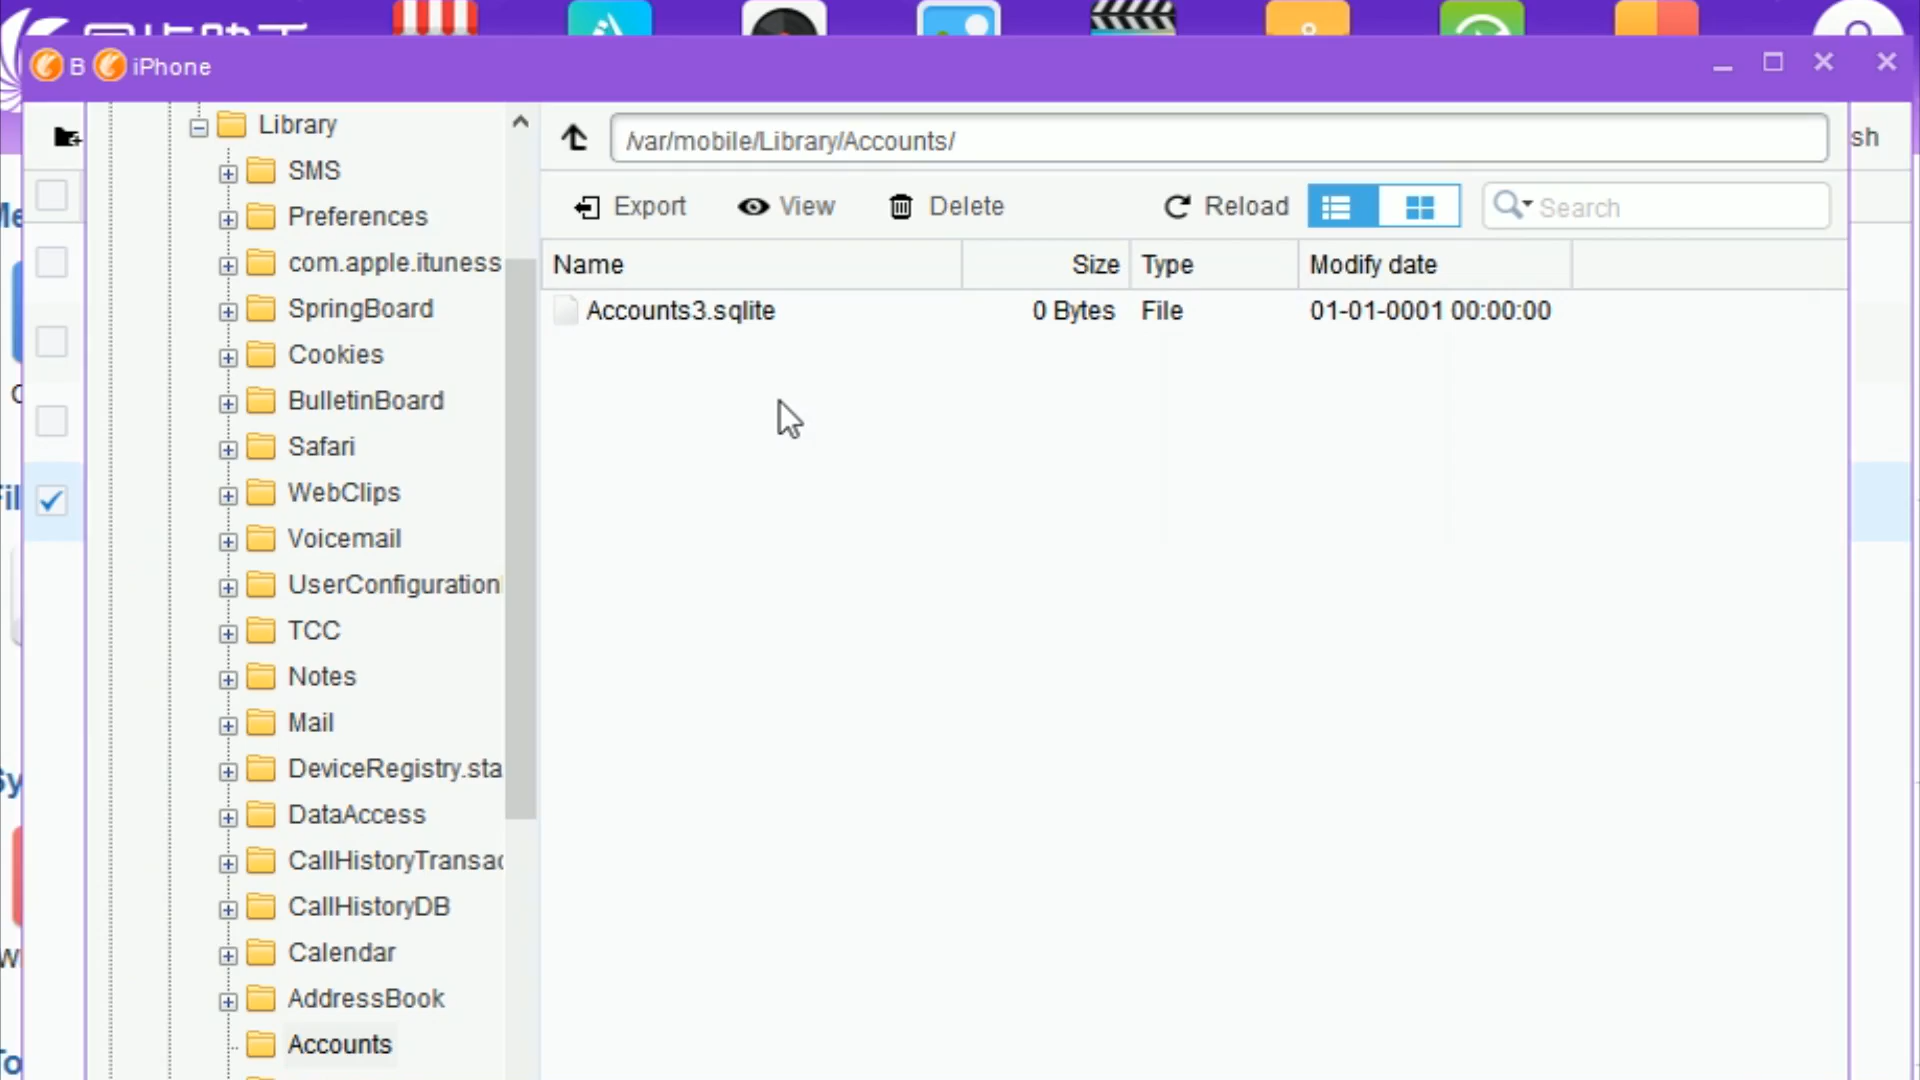 B iPhone
Library
/var/mobile/Library/Accounts/
sh
SMS
Export View Delete Reload Search
Preferences
com.apple.ituness
Name Size Type Modify date
SpringBoard
Accounts3.sqlite 0 Bytes File 01-01-0001 00:00:00
Cookies
BulletinBoard
Safari
WebClips
Voicemail
UserConfiguration
TCC
Notes
Mail
DeviceRegistry.sta
DataAccess
CallHistoryTransac
CallHistoryDB
Calendar
AddressBook
Accounts